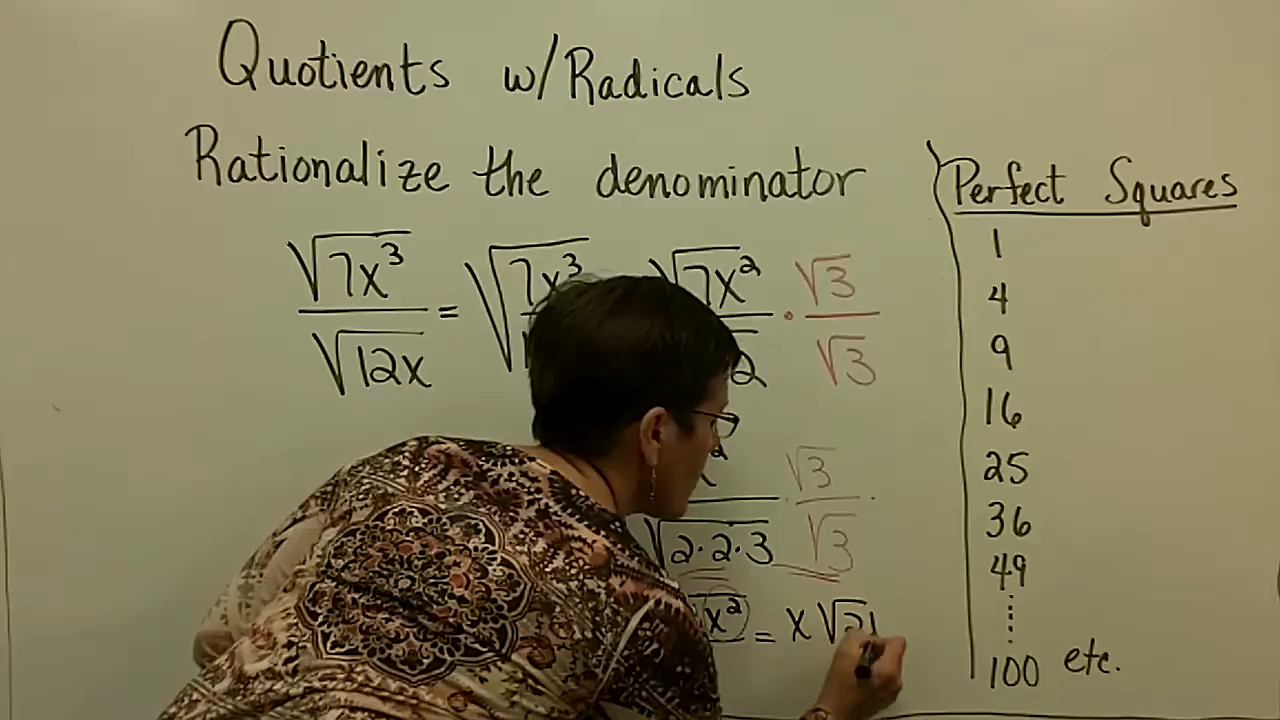 Quotients w/Radicals
Rationalize the denominator
√7x³ = √7x³ √7x² · √3
√12x √3
√3
√2·2·3 √3
x² = x√21
Perfect Squares
1
4
9
16
25
36
49
⋮
100 etc.